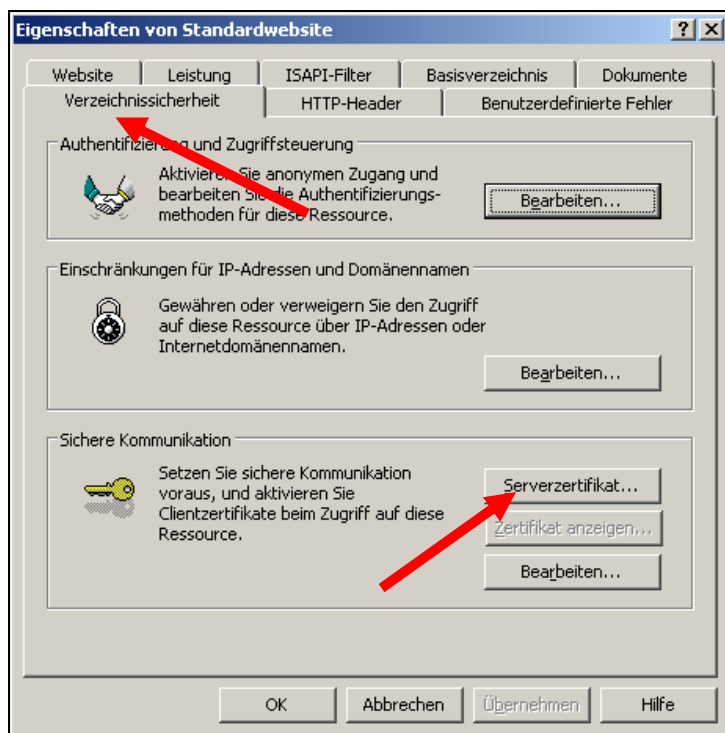 Eigenschaften von Standardwebsite
Website Leistung ISAPI-Filter Basisverzeichnis Dokumente
Verzeichnissicherheit HTTP-Header Benutzerdefinierte Fehler
Authentifizierung und Zugriffsteuerung
Aktivieren Sie anonymen Zugang und
bearbeiten Sie die Authentifizierungs-
methoden für diese Ressource.
Bearbeiten...
Einschränkungen für IP-Adressen und Domänennamen
Gewähren oder verweigern Sie den Zugriff
auf diese Ressource über IP-Adressen oder
Internetdomänennamen.
Bearbeiten...
Sichere Kommunikation
Setzen Sie sichere Kommunikation
voraus, und aktivieren Sie
Clientzertifikate beim Zugriff auf diese
Ressource.
Serverzertifikat...
Zertifikat anzeigen...
Bearbeiten...
OK Abbrechen Übernehmen Hilfe